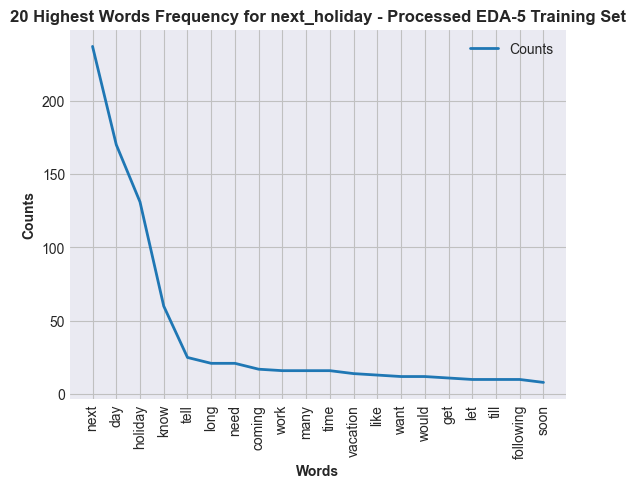 20 Highest Words Frequency for next_holiday - Processed EDA-5 Training Set
Counts
200
150
100
50
0
Counts
next
day
holiday
know
tell
long
need
coming
work
many
time
vacation
like
want
would
get
let
till
following
soon
Words